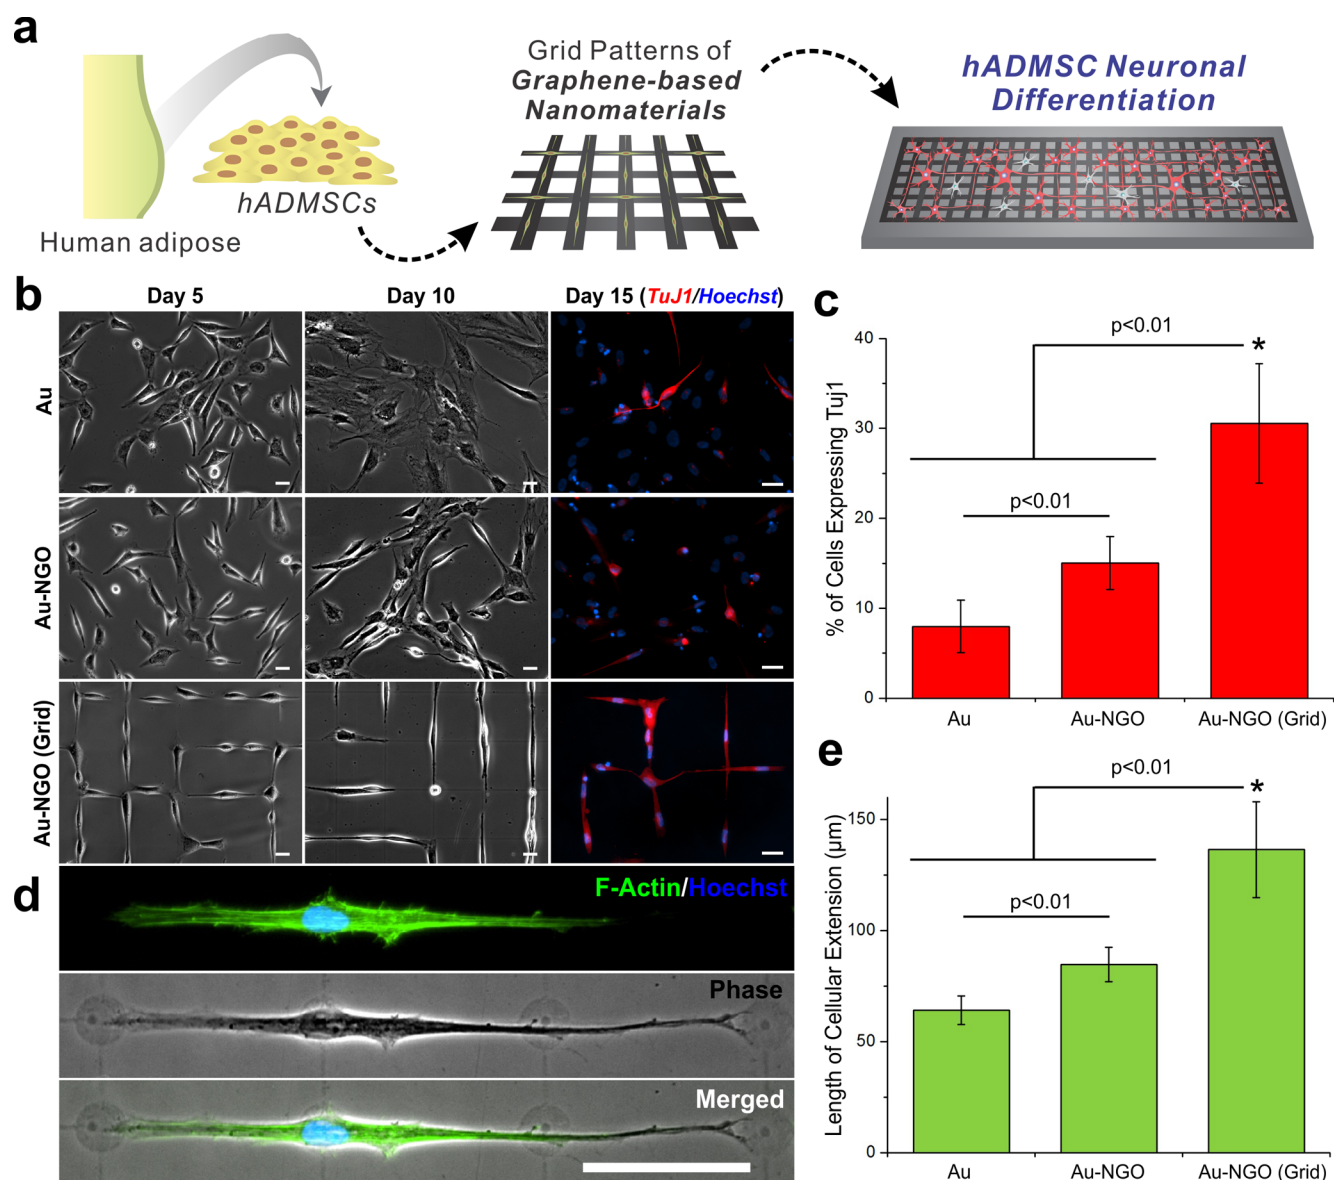 a
Human adipose
hADMSCs
Grid Patterns of
Graphene-based
Nanomaterials
hADMSC Neuronal
Differentiation
b
Day 5
Day 10
Day 15 (TuJ1/Hoechst)
Au
Au-NGO
Au-NGO (Grid)
c
% of Cells Expressing Tuj1
40
30
20
10
0
p<0.01
*
p<0.01
Au
Au-NGO
Au-NGO (Grid)
d
F-Actin/Hoechst
Phase
Merged
e
Length of Cellular Extension (μm)
150
100
50
0
p<0.01
*
p<0.01
Au
Au-NGO
Au-NGO (Grid)